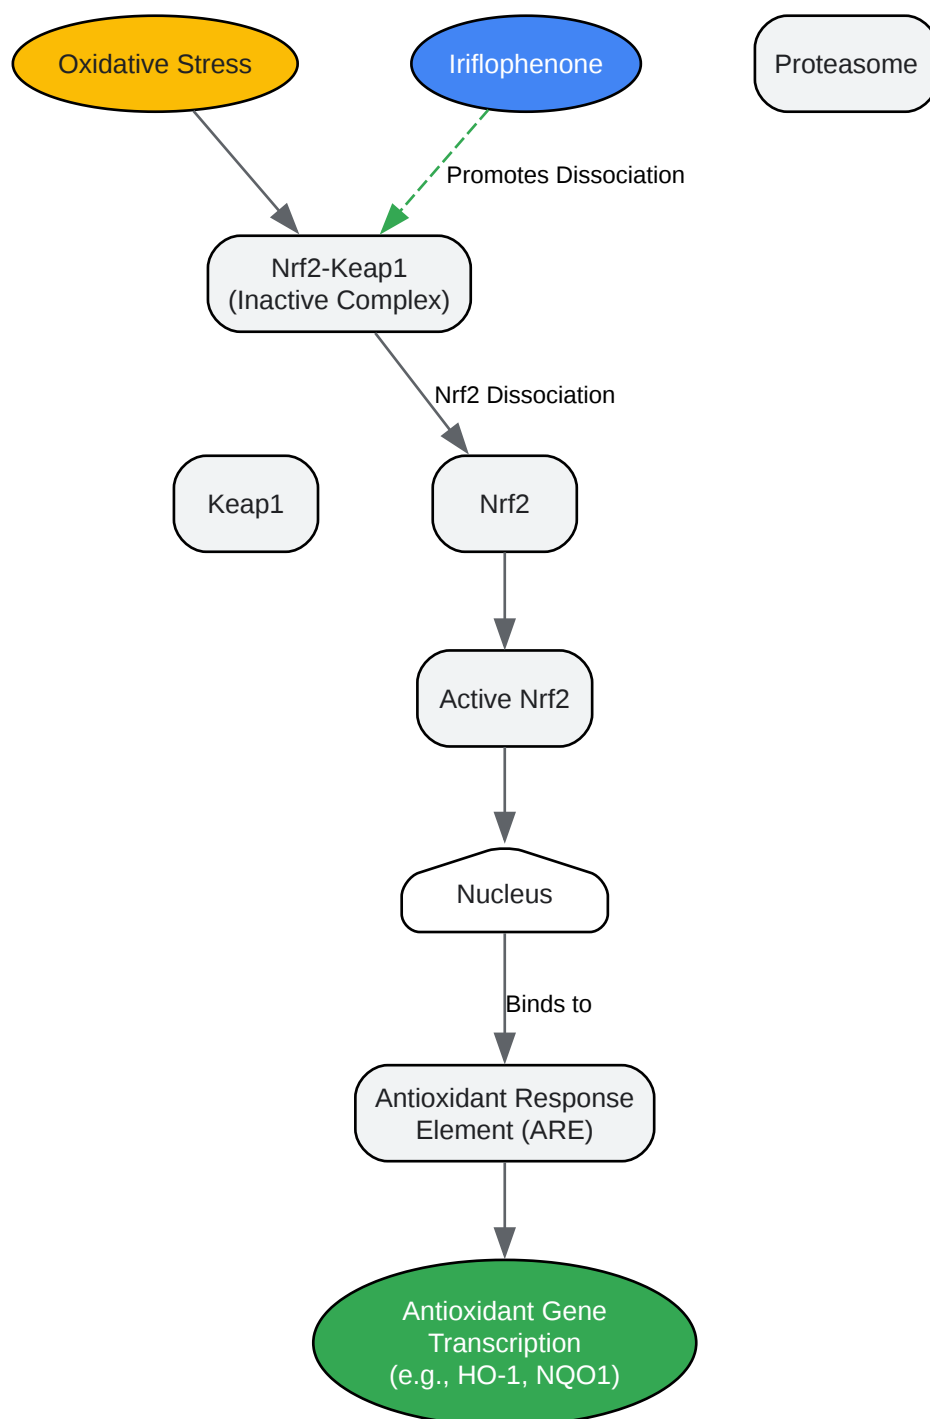 Oxidative Stress
Iriflophenone
Proteasome
Promotes Dissociation
Nrf2-Keap1
(Inactive Complex)
Nrf2 Dissociation
Keap1
Nrf2
Active Nrf2
Nucleus
Binds to
Antioxidant Response
Element (ARE)
Antioxidant Gene
Transcription
(e.g., HO-1, NQO1)